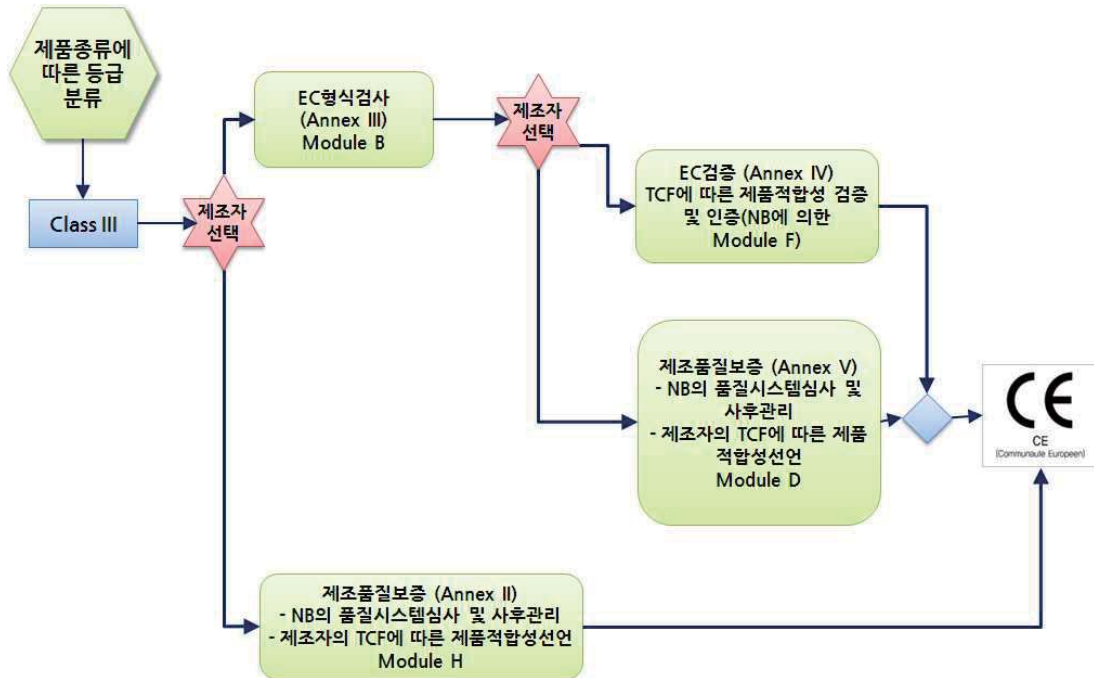 제품종류에
따른 등급
분류
Class III
제조자
선택
EC형식검사
(Annex III)
Module B
제조자
선택
EC검증 (Annex IV)
TCF에 따른 제품적합성 검증
및 인증(NB에 의한
Module F)
제조품질보증 (Annex V)
- NB의 품질시스템심사 및
사후관리
- 제조자의 TCF에 따른 제품
적합성선언
Module D
CE
CE
(Communaute Europeen)
제조품질보증 (Annex II)
- NB의 품질시스템심사 및 사후관리
- 제조자의 TCF에 따른 제품적합성선언
Module H